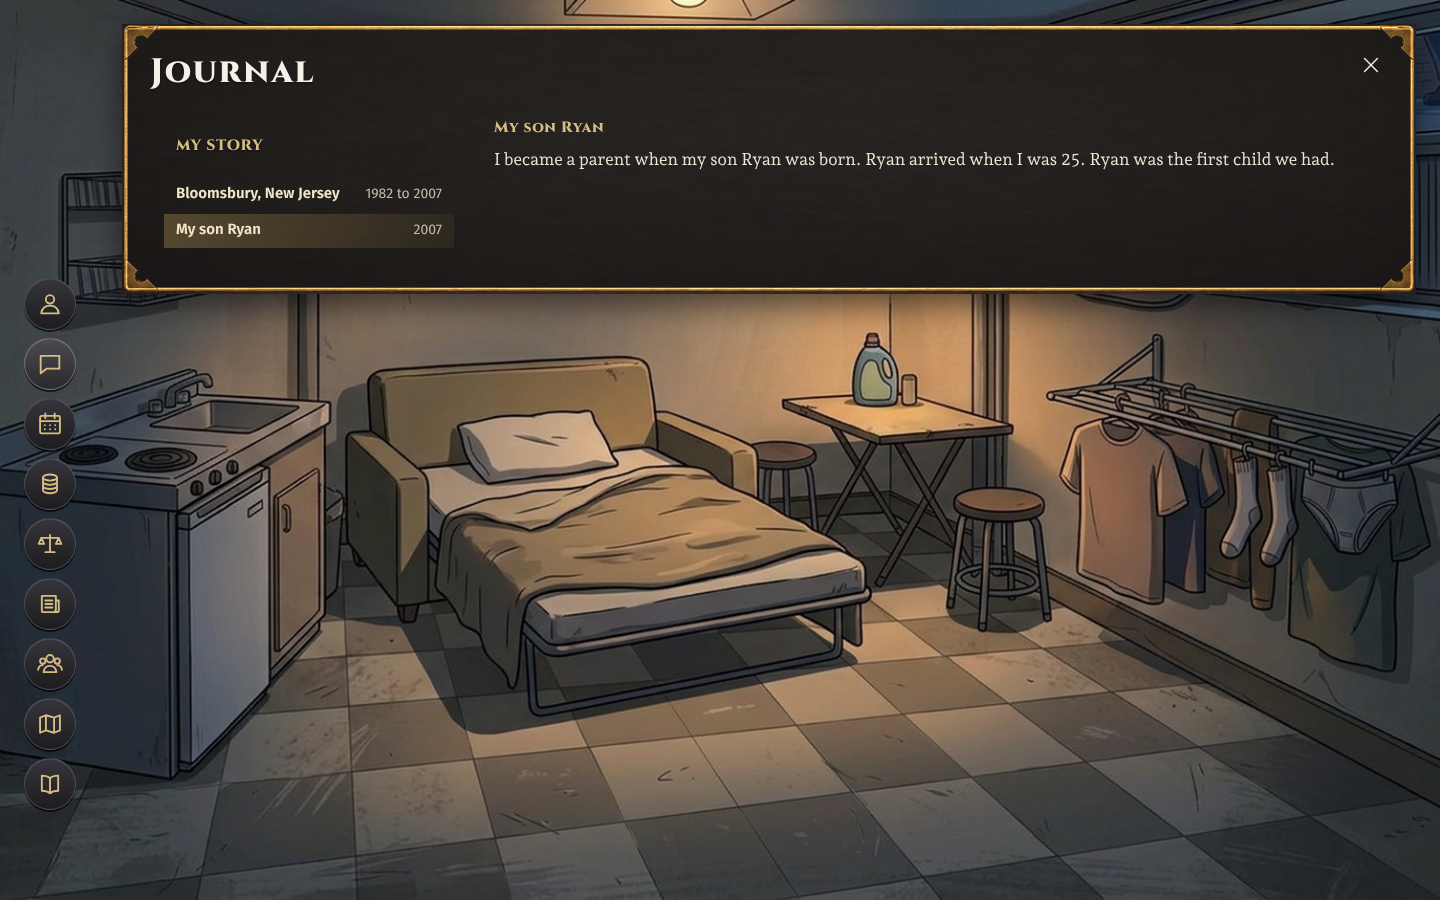 Journal
My Story
Bloomsbury, New Jersey 1982 to 2007
My son Ryan 2007
My son Ryan
I became a parent when my son Ryan was born. Ryan arrived when I was 25. Ryan was the first child we had.